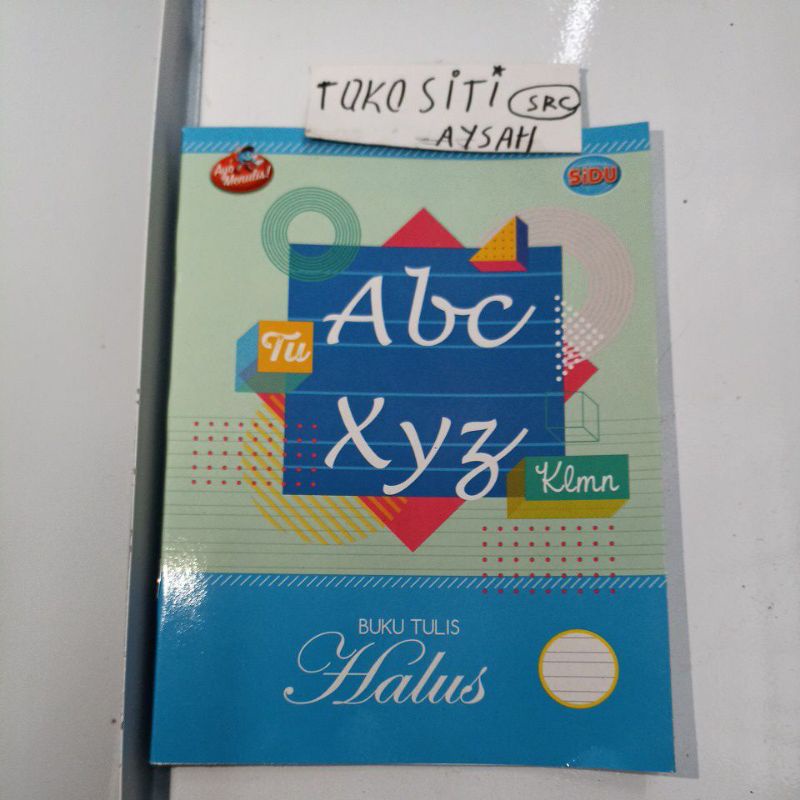 TOKO SITI SRC
AYSAH
Ayo
Menulis!
SiDU
Abc
Tu
Xyz
Klmn
BUKU TULIS
Halus